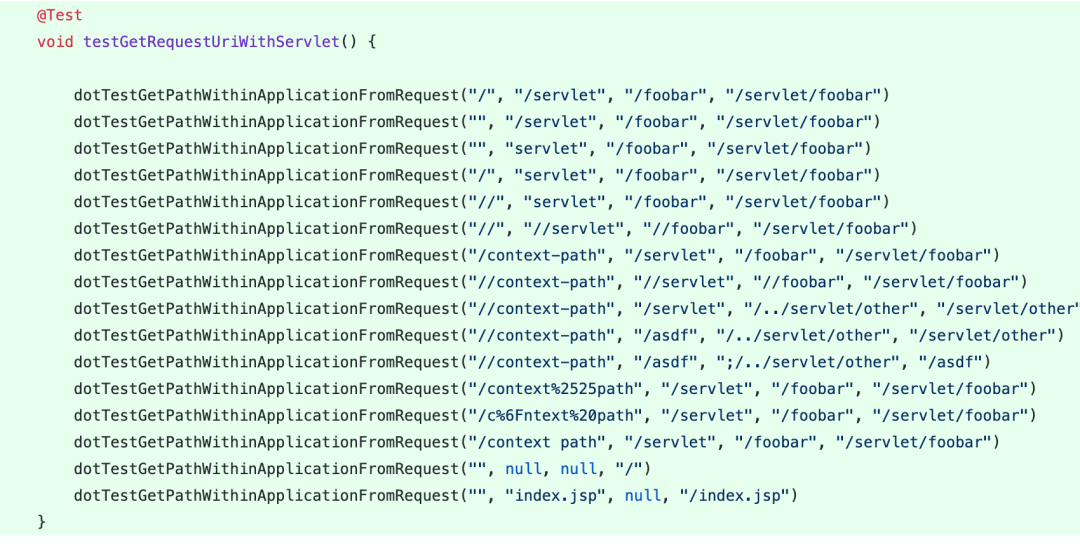 @Test
void testGetRequestUriWithServlet() {
dotTestGetPathWithinApplicationFromRequest("/", "/servlet", "/foobar", "/servlet/foobar")
dotTestGetPathWithinApplicationFromRequest("", "/servlet", "/foobar", "/servlet/foobar")
dotTestGetPathWithinApplicationFromRequest("", "servlet", "/foobar", "/servlet/foobar")
dotTestGetPathWithinApplicationFromRequest("/", "servlet", "/foobar", "/servlet/foobar")
dotTestGetPathWithinApplicationFromRequest("//", "servlet", "/foobar", "/servlet/foobar")
dotTestGetPathWithinApplicationFromRequest("//", "//servlet", "//foobar", "/servlet/foobar")
dotTestGetPathWithinApplicationFromRequest("/context-path", "/servlet", "/foobar", "/servlet/foobar")
dotTestGetPathWithinApplicationFromRequest("//context-path", "//servlet", "//foobar", "/servlet/foobar")
dotTestGetPathWithinApplicationFromRequest("//context-path", "/servlet", "/../servlet/other", "/servlet/other"
dotTestGetPathWithinApplicationFromRequest("//context-path", "/asdf", "/../servlet/other", "/servlet/other")
dotTestGetPathWithinApplicationFromRequest("//context-path", "/asdf", ";/../servlet/other", "/asdf")
dotTestGetPathWithinApplicationFromRequest("/context%2525path", "/servlet", "/foobar", "/servlet/foobar")
dotTestGetPathWithinApplicationFromRequest("/c%6Fntext%20path", "/servlet", "/foobar", "/servlet/foobar")
dotTestGetPathWithinApplicationFromRequest("/context path", "/servlet", "/foobar", "/servlet/foobar")
dotTestGetPathWithinApplicationFromRequest("", null, null, "/")
dotTestGetPathWithinApplicationFromRequest("", "index.jsp", null, "/index.jsp")
}